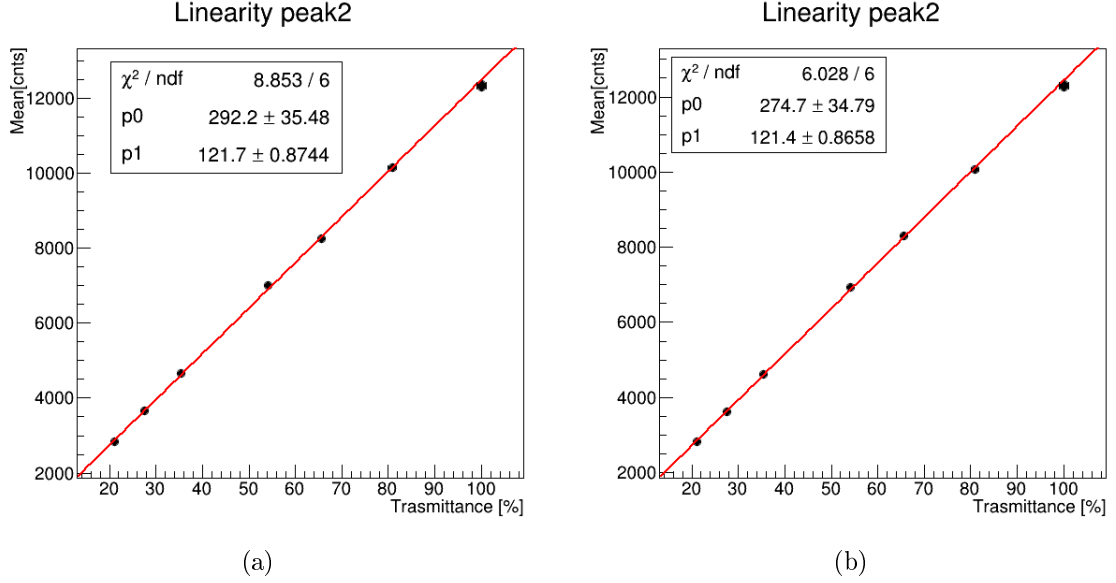 Linearity peak2
Mean[cnts]
χ² / ndf 8.853 / 6
p0 292.2 ± 35.48
p1 121.7 ± 0.8744
12000
10000
8000
6000
4000
2000
20 30 40 50 60 70 80 90 100
Trasmittance [%]
(a)
Linearity peak2
Mean[cnts]
χ² / ndf 6.028 / 6
p0 274.7 ± 34.79
p1 121.4 ± 0.8658
12000
10000
8000
6000
4000
2000
20 30 40 50 60 70 80 90 100
Trasmittance [%]
(b)